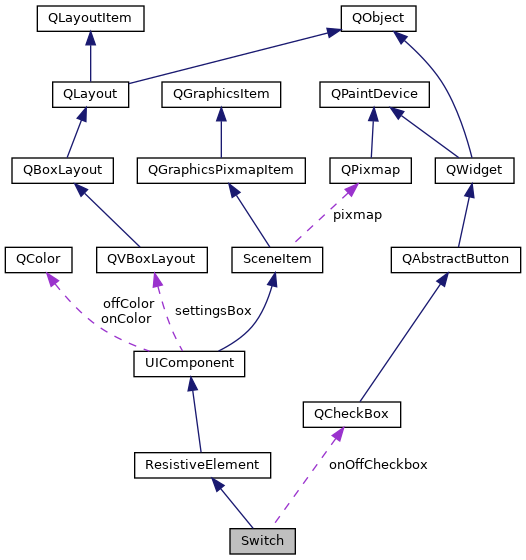 QLayoutItem
QObject
QLayout
QGraphicsItem
QPaintDevice
QBoxLayout
QGraphicsPixmapItem
QPixmap
QWidget
pixmap
QColor
QVBoxLayout
SceneItem
QAbstractButton
offColor
onColor
settingsBox
UIComponent
QCheckBox
ResistiveElement
onOffCheckbox
Switch